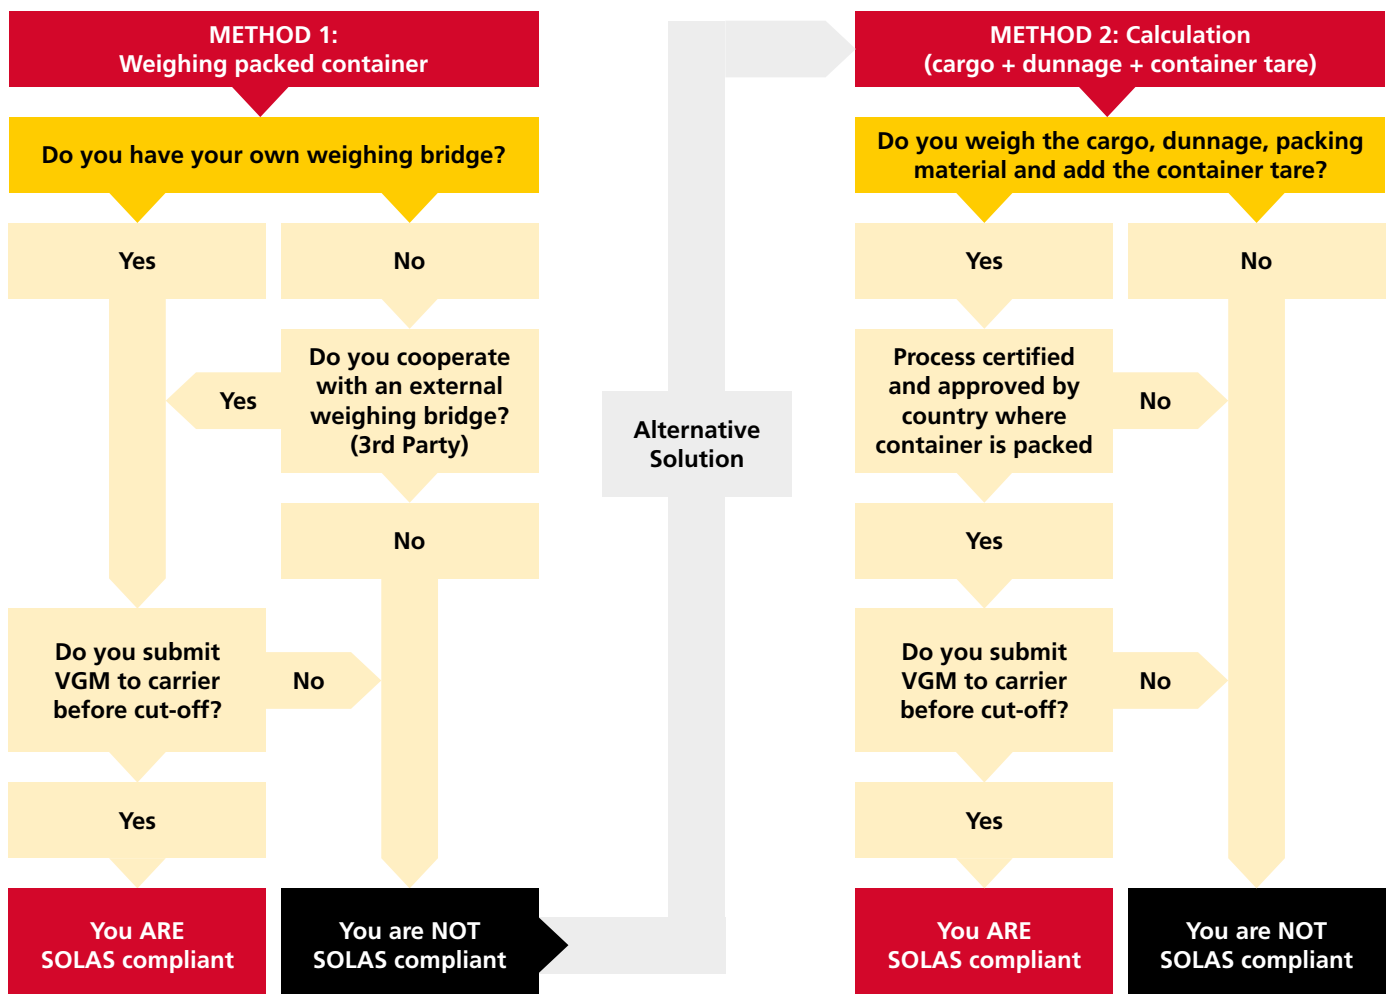 METHOD 1:
Weighing packed container
Do you have your own weighing bridge?
Yes
No
Do you cooperate
with an external
weighing bridge?
(3rd Party)
Yes
No
Do you submit
VGM to carrier
before cut-off?
No
Yes
You ARE
SOLAS compliant
You are NOT
SOLAS compliant
Alternative
Solution
METHOD 2: Calculation
(cargo + dunnage + container tare)
Do you weigh the cargo, dunnage, packing
material and add the container tare?
Yes
No
Process certified
and approved by
country where
container is packed
No
Yes
Do you submit
VGM to carrier
before cut-off?
No
Yes
You ARE
SOLAS compliant
You are NOT
SOLAS compliant